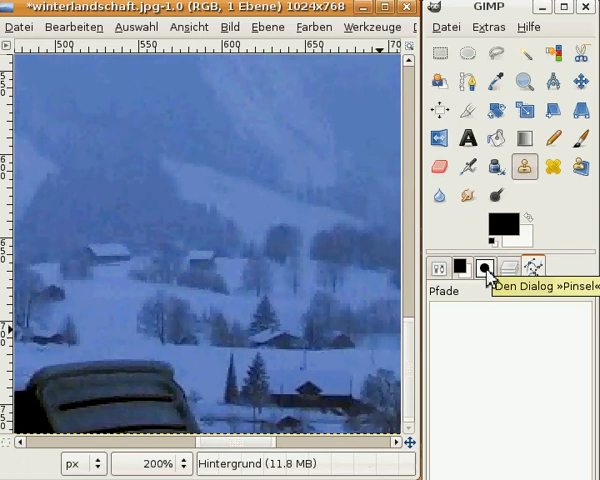 *winterlandschaft.jpg-1.0 (RGB, 1 Ebene) 1024x768
Datei Bearbeiten Auswahl Ansicht Bild Ebene Farben Werkzeuge
500 550 600 650 70
px 200% Hintergrund (11.8 MB)
GIMP
Datei Extras Hilfe
Den Dialog »Pinsel«
Pfade